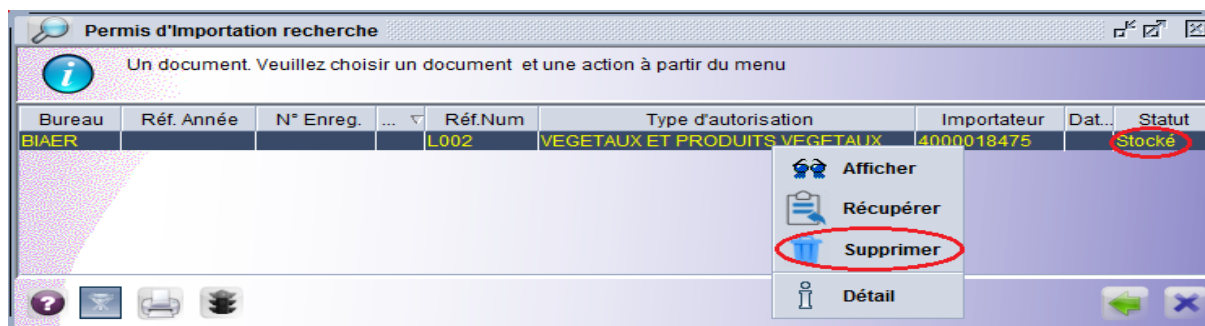 Permis d'Importation recherche
Un document. Veuillez choisir un document et une action à partir du menu
Bureau Réf. Année N° Enreg. ... Réf.Num Type d'autorisation Importateur Dat... Statut
BIAER L002 VEGETAUX ET PRODUITS VEGETAUX 4000018475 Stocké
Afficher
Récupérer
Supprimer
Détail